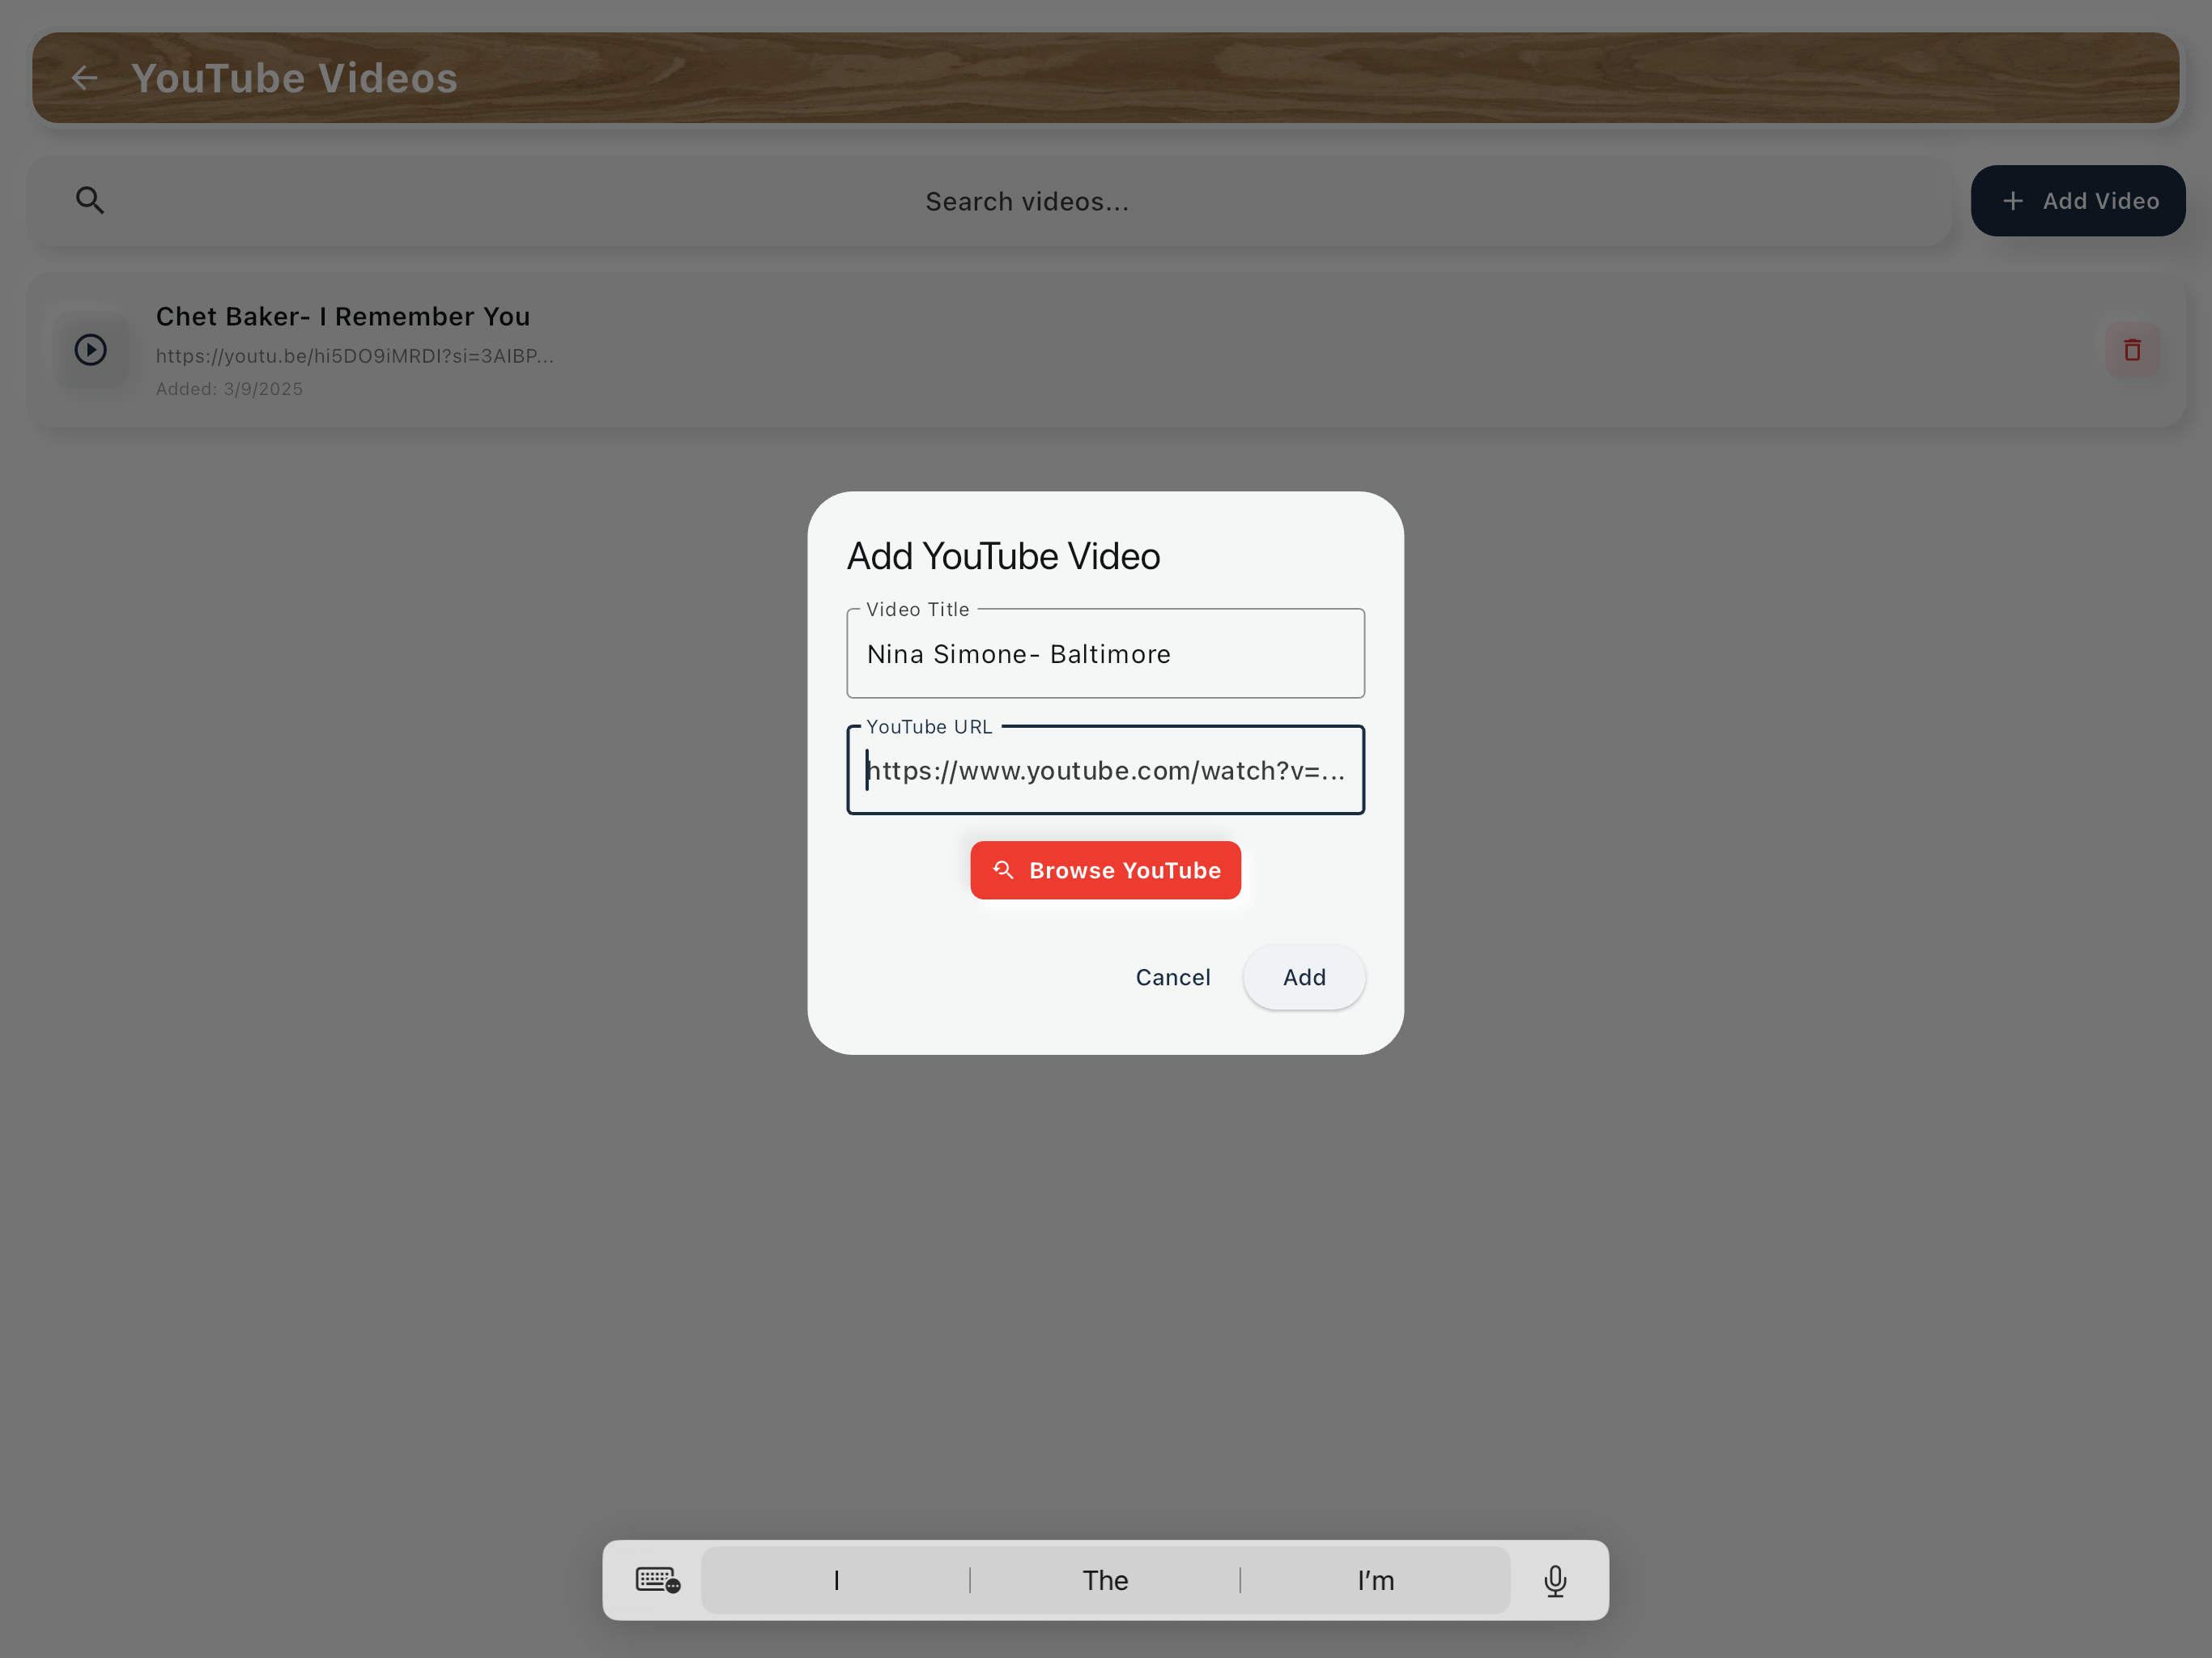 YouTube Videos
Search videos...
Add Video
Chet Baker- I Remember You
https://youtu.be/hi5DO9iMRDI?si=3AIBP...
Added: 3/9/2025
Add YouTube Video
Video Title
Nina Simone- Baltimore
YouTube URL
https://www.youtube.com/watch?v=...
Browse YouTube
Cancel
Add
I
The
I’m